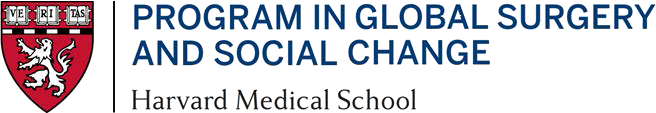 VE RI TAS
PROGRAM IN GLOBAL SURGERY
AND SOCIAL CHANGE
Harvard Medical School